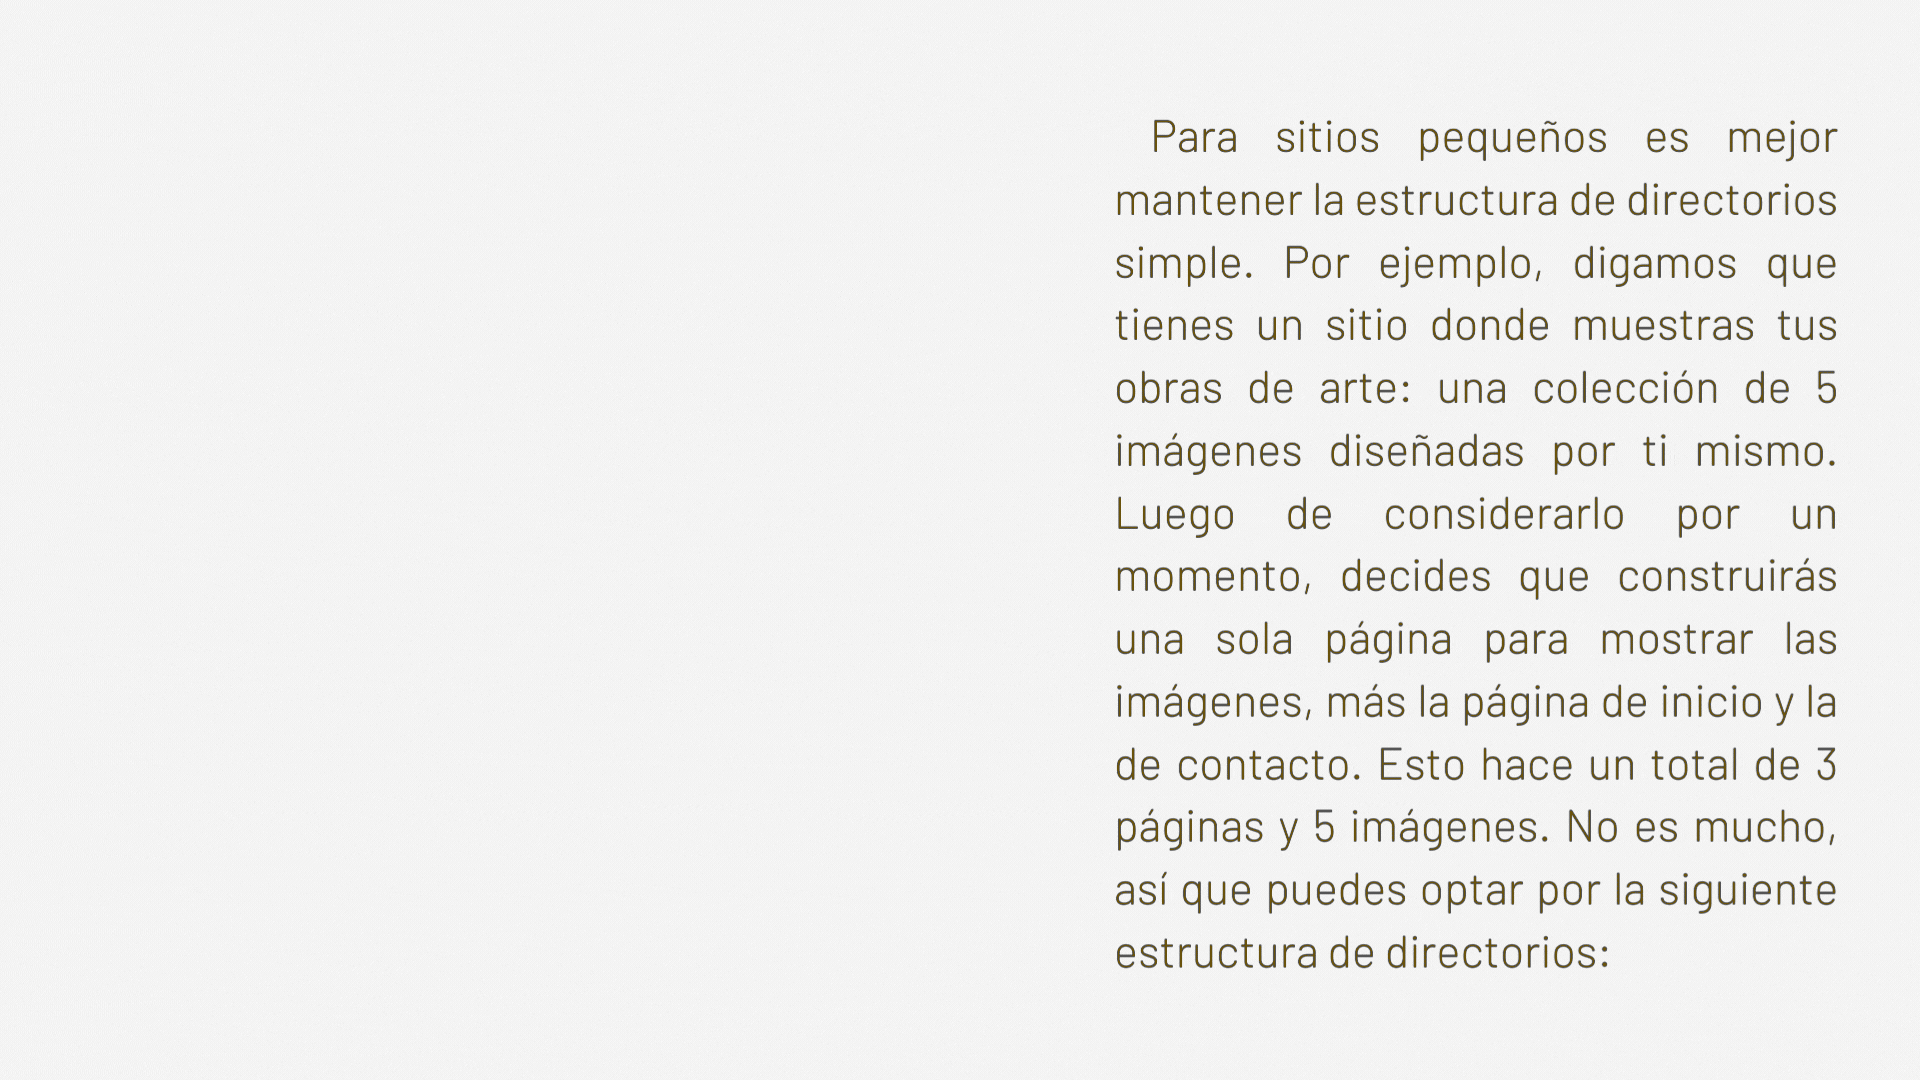 Para sitios pequeños es mejor
mantener la estructura de directorios
simple. Por ejemplo, digamos que
tienes un sitio donde muestras tus
obras de arte: una colección de 5
imágenes diseñadas por ti mismo.
Luego de considerarlo por un
momento, decides que construirás
una sola página para mostrar las
imágenes, más la página de inicio y la
de contacto. Esto hace un total de 3
páginas y 5 imágenes. No es mucho,
así que puedes optar por la siguiente
estructura de directorios: